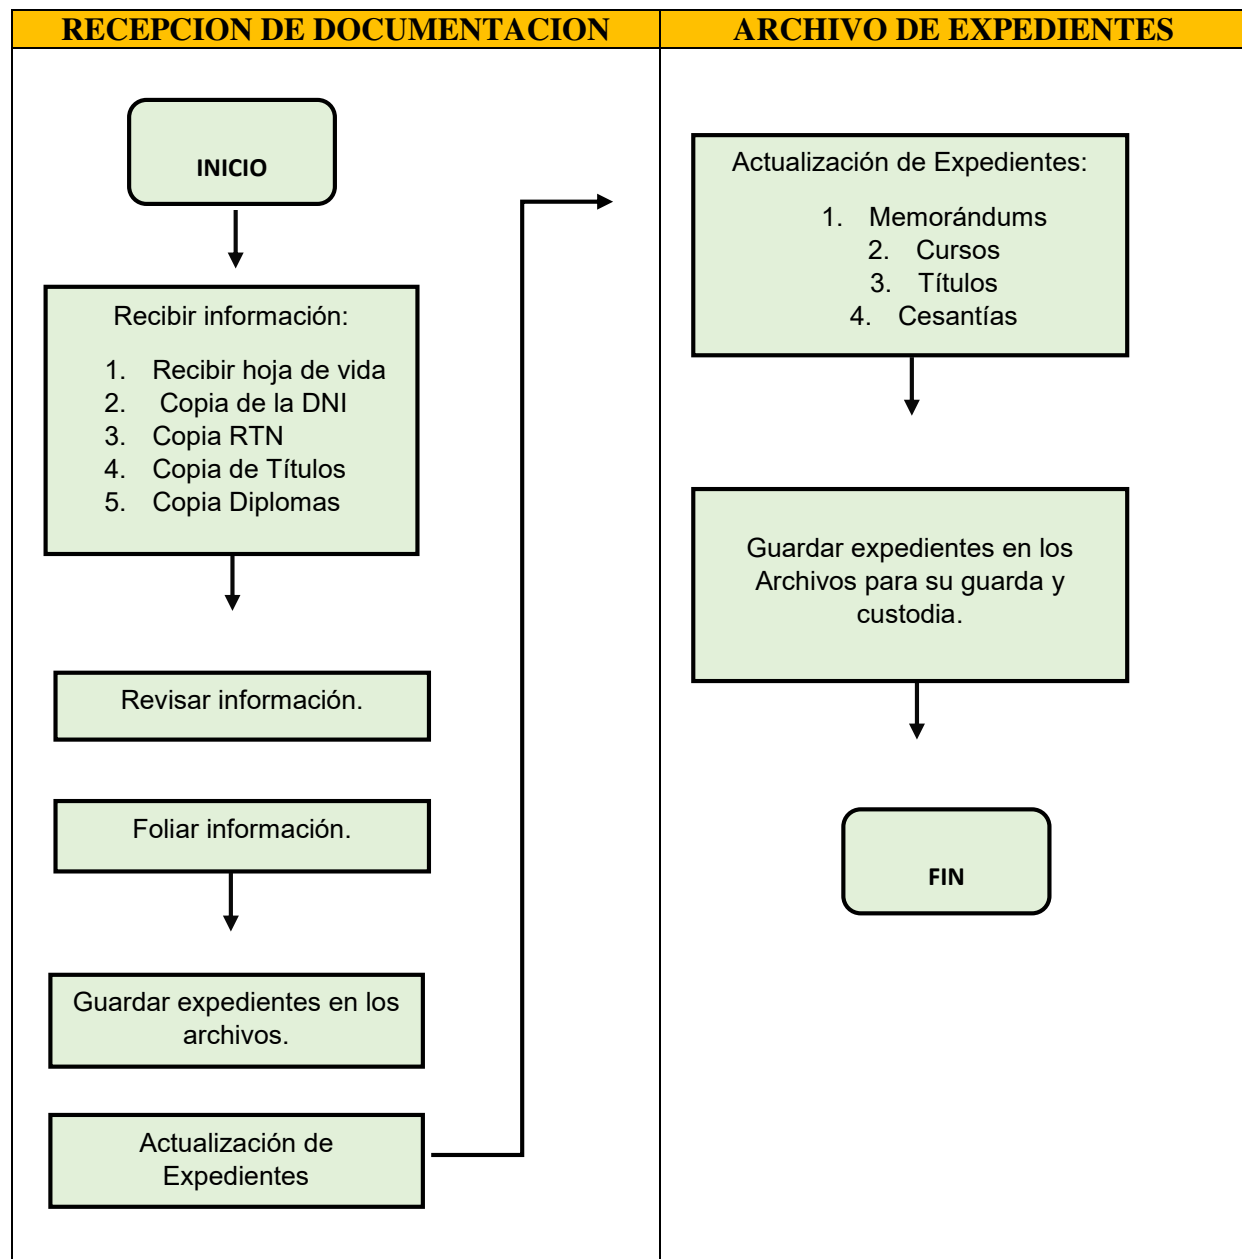 RECEPCION DE DOCUMENTACION
INICIO
Recibir información:
1. Recibir hoja de vida
2. Copia de la DNI
3. Copia RTN
4. Copia de Títulos
5. Copia Diplomas
Revisar información.
Foliar información.
Guardar expedientes en los
archivos.
Actualización de
Expedientes
ARCHIVO DE EXPEDIENTES
Actualización de Expedientes:
1. Memorándums
2. Cursos
3. Títulos
4. Cesantías
Guardar expedientes en los
Archivos para su guarda y
custodia.
FIN